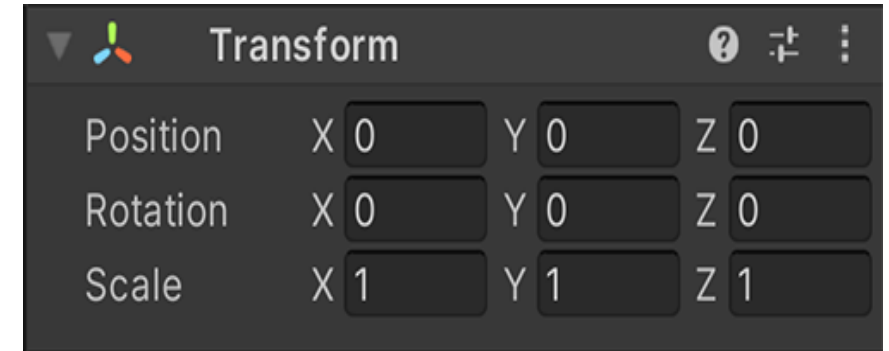 Transform
Position X 0 Y 0 Z 0
Rotation X 0 Y 0 Z 0
Scale X 1 Y 1 Z 1